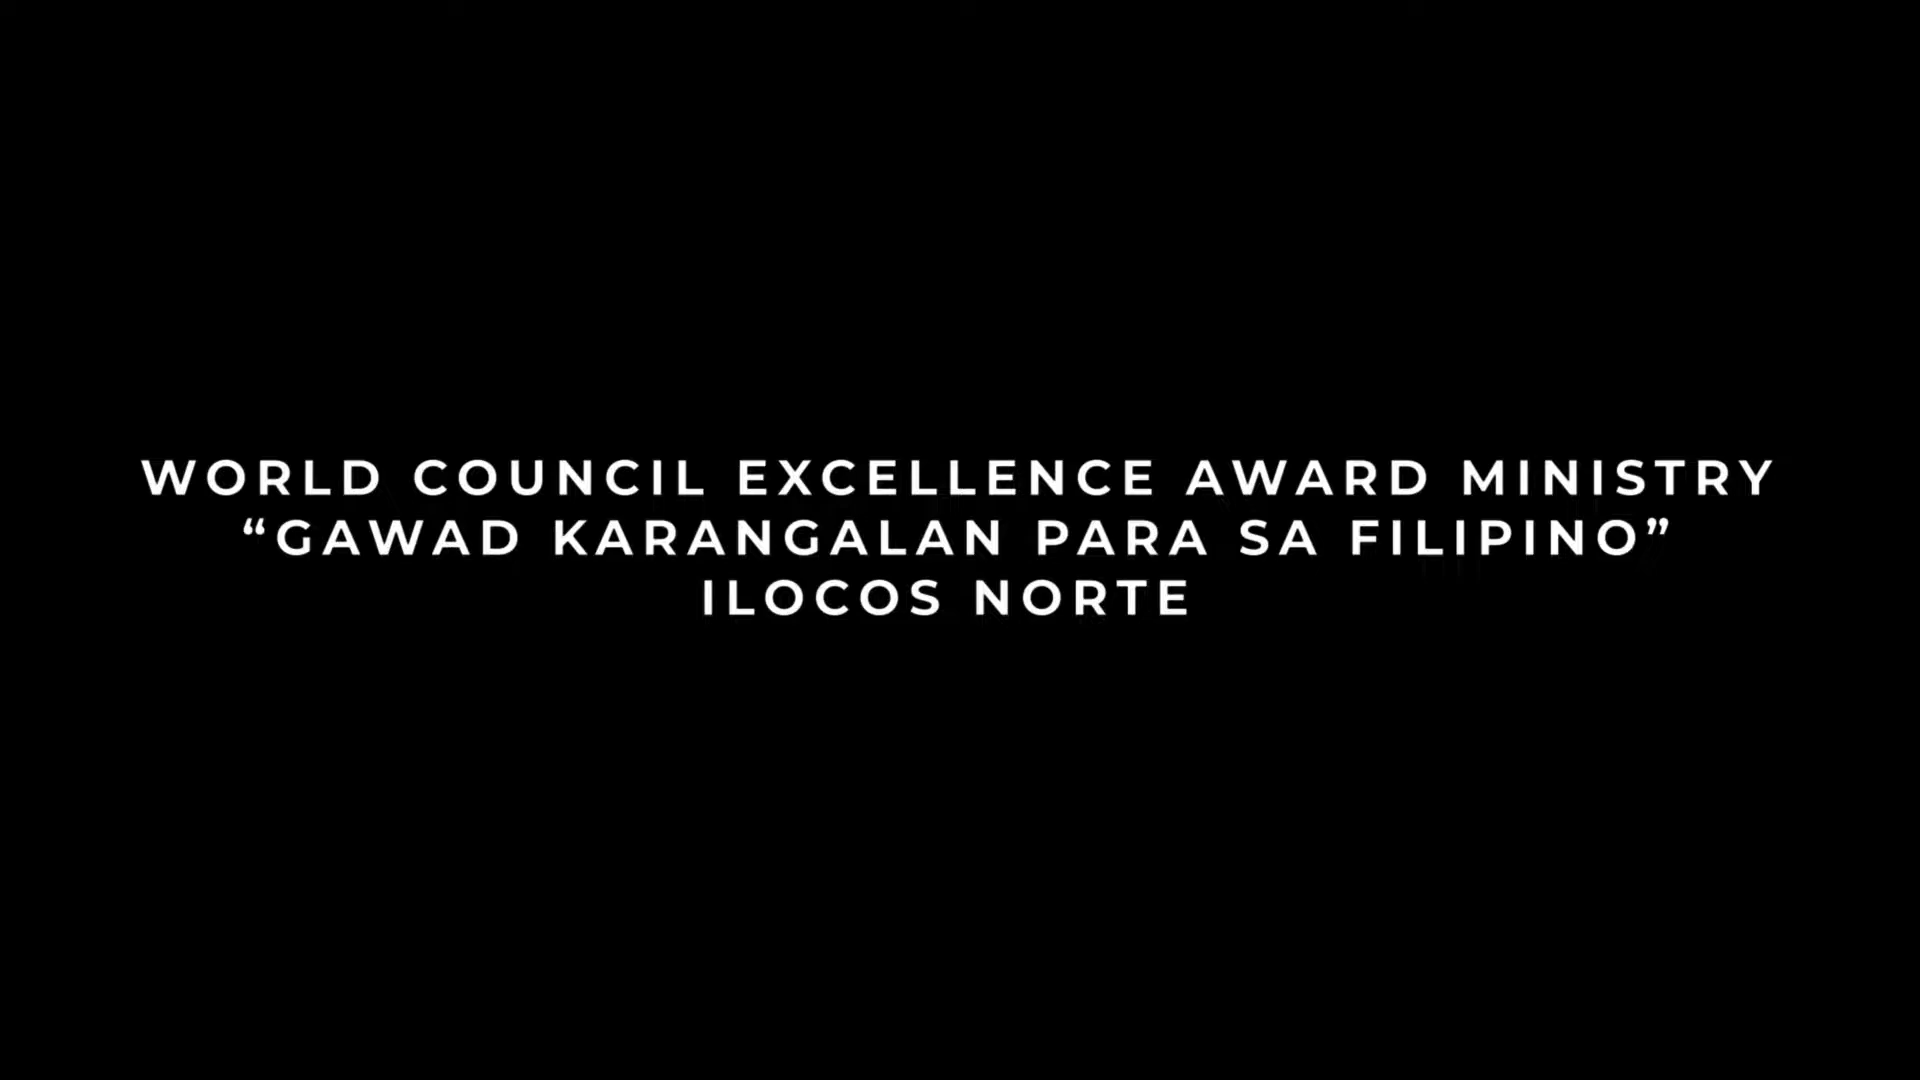 WORLD COUNCIL EXCELLENCE AWARD MINISTRY
“GAWAD KARANGALAN PARA SA FILIPINO”
ILOCOS NORTE